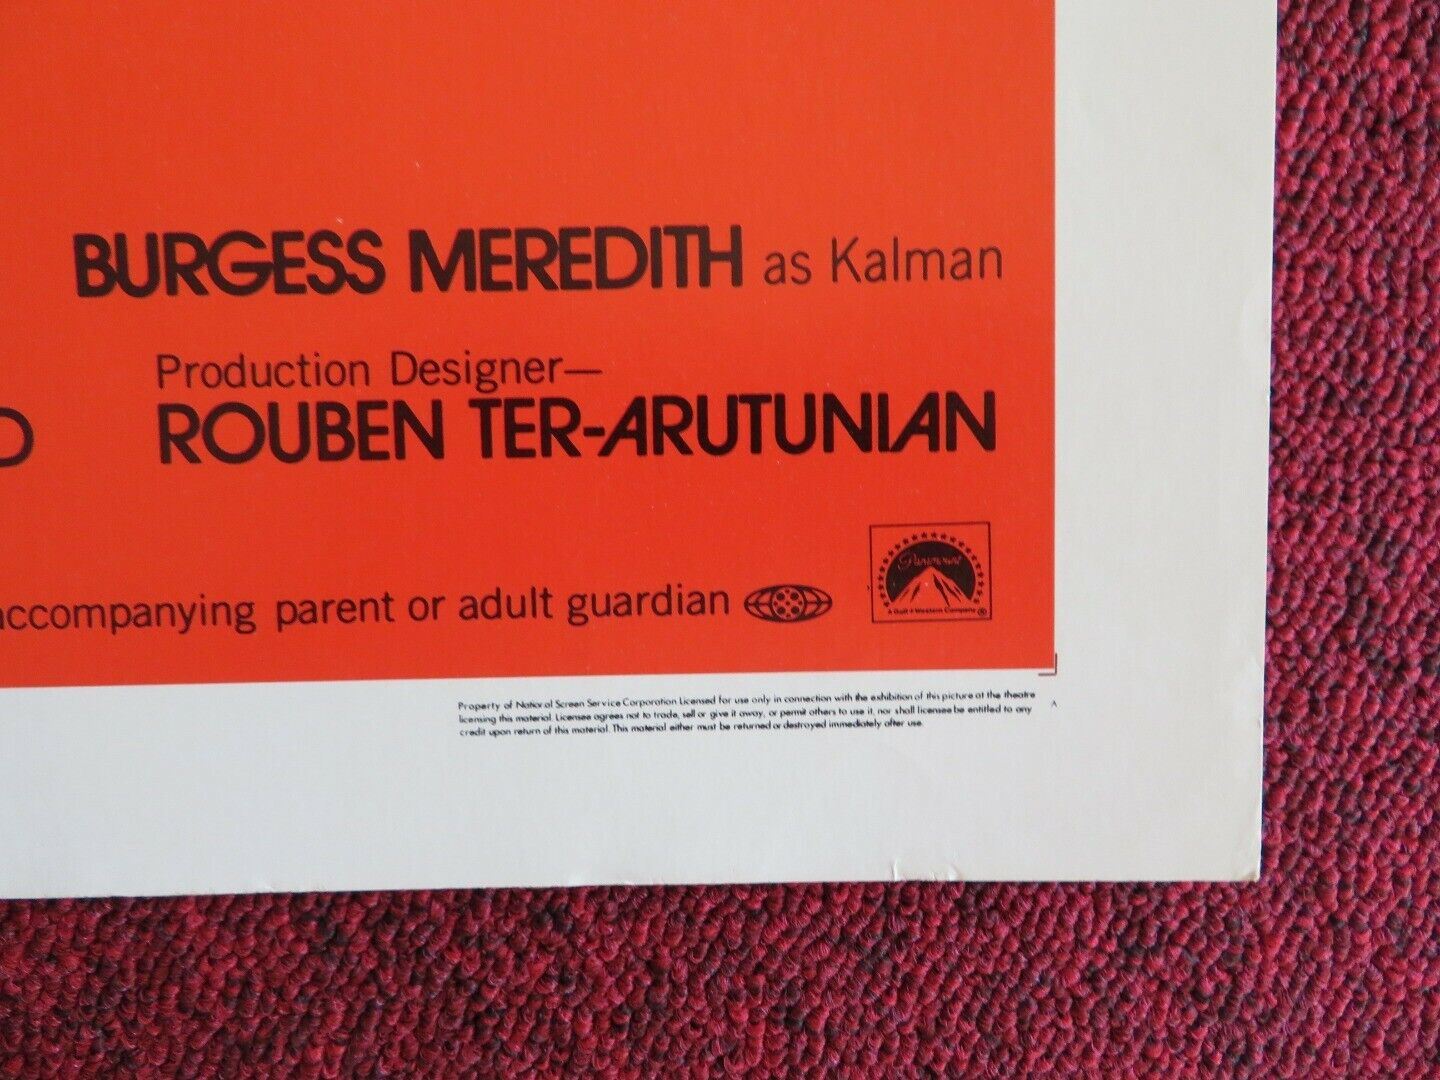 BURGESS MEREDITH as Kalman
Production Designer—
ROUBEN TER-ARUTUNIAN
accompanying parent or adult guardian
Paramount
A Gulf + Western Company
Property of National Screen Service Corporation Licensed for use only in connection with the exhibition of this picture at the theatre
licensing this material. Licensee agrees not to trade, sell or give it away, or permit others to use it, nor shall licensee be entitled to any
credit upon return of this material. This material either must be returned or destroyed immediately after use.
A